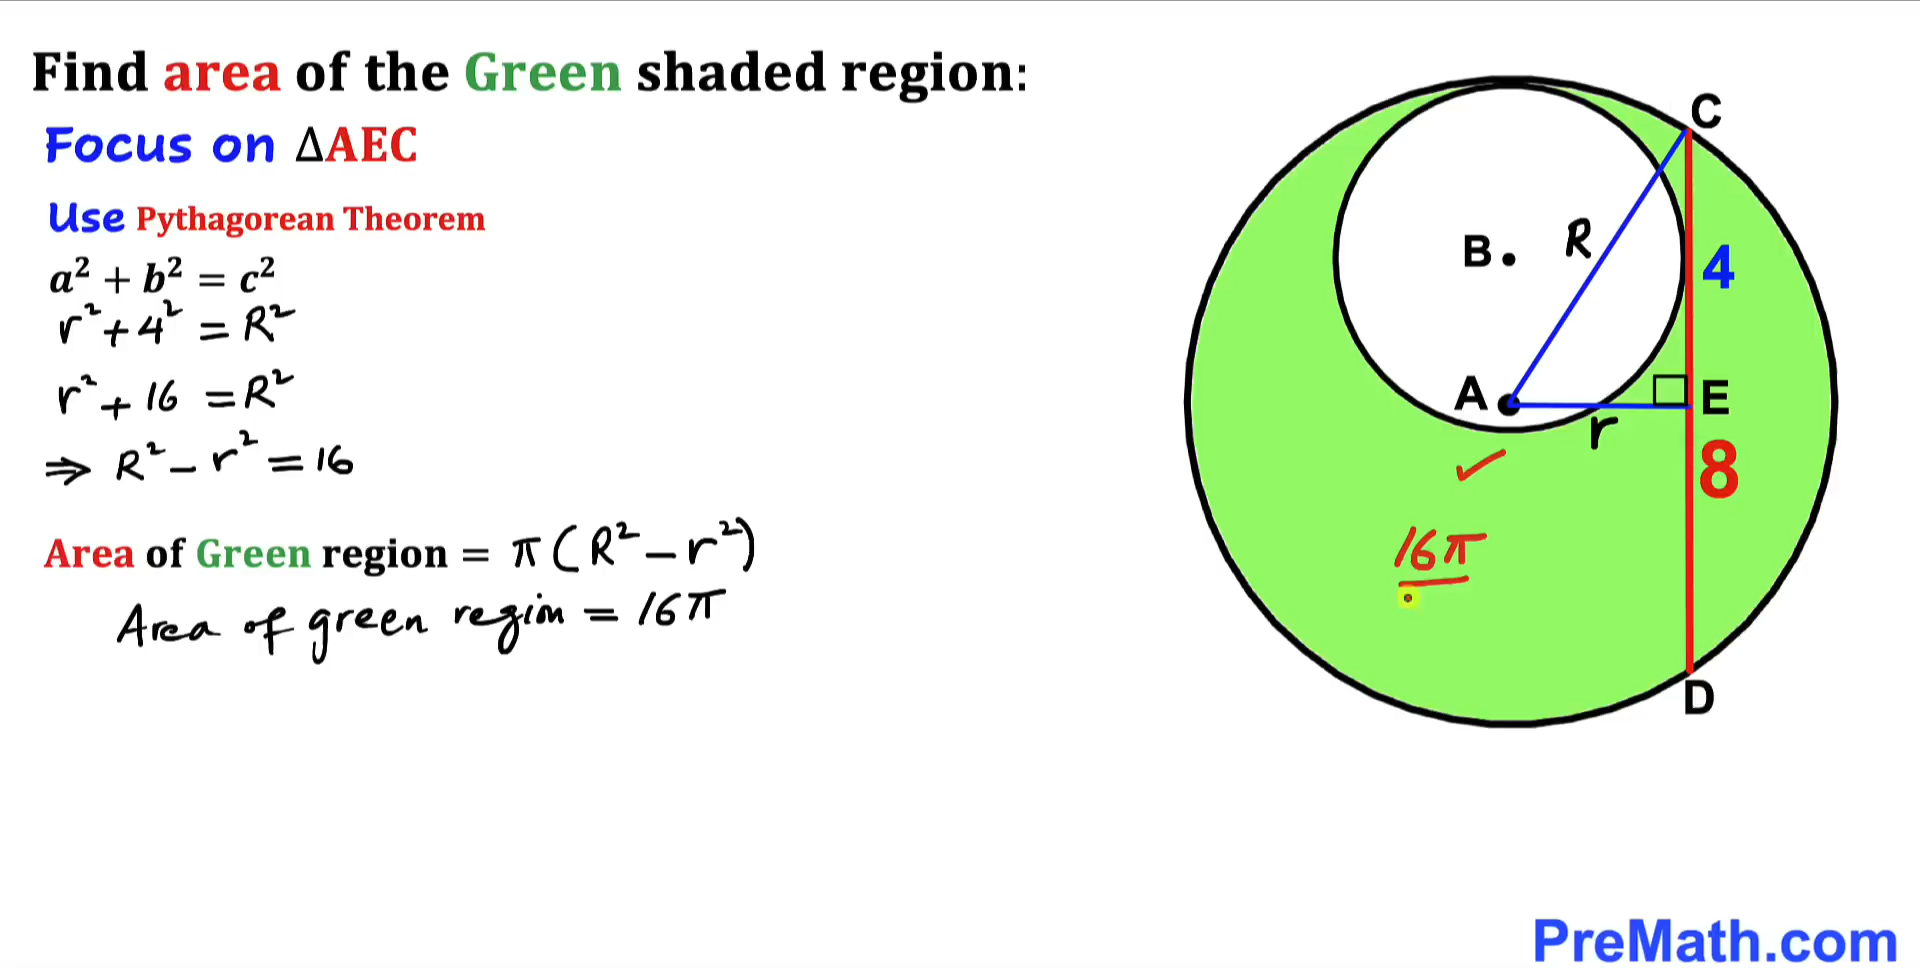 Find area of the Green shaded region:
Focus on ΔAEC
Use Pythagorean Theorem
a² + b² = c²
r² + 4² = R²
r² + 16 = R²
⇒ R² – r² = 16
Area of Green region = π (R² – r²)
Area of green regin = 16π
C
B. R
4
A
E
r
8
16π
D
PreMath.com